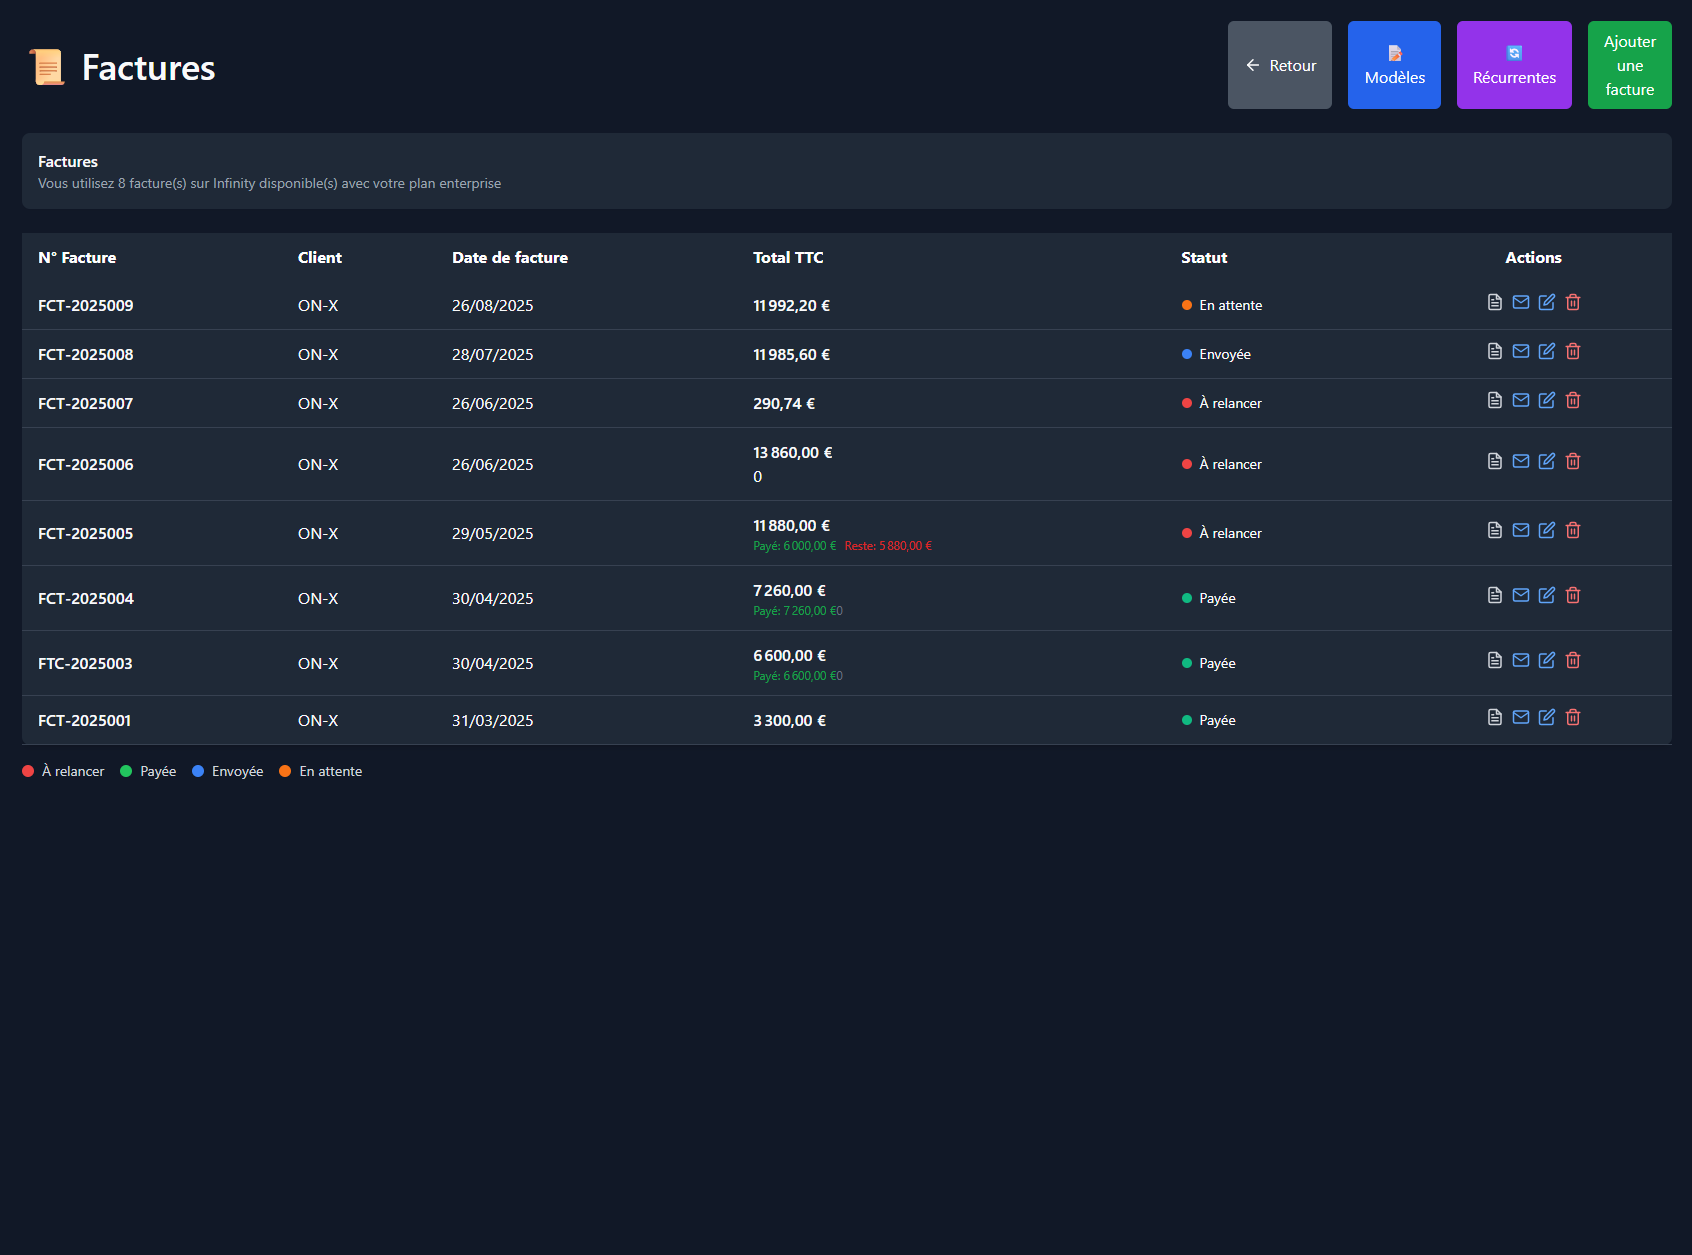 Factures
← Retour
Modèles
Récurrentes
Ajouter
une
facture
Factures
Vous utilisez 8 facture(s) sur Infinity disponible(s) avec votre plan enterprise
N° Facture Client Date de facture Total TTC Statut Actions
FCT-2025009 ON-X 26/08/2025 11 992,20 € En attente
FCT-2025008 ON-X 28/07/2025 11 985,60 € Envoyée
FCT-2025007 ON-X 26/06/2025 290,74 € À relancer
FCT-2025006 ON-X 26/06/2025 13 860,00 € À relancer
0
FCT-2025005 ON-X 29/05/2025 11 880,00 € À relancer
Payé: 6 000,00 € Reste: 5 880,00 €
FCT-2025004 ON-X 30/04/2025 7 260,00 € Payée
Payé: 7 260,00 €0
FTC-2025003 ON-X 30/04/2025 6 600,00 € Payée
Payé: 6 600,00 €0
FCT-2025001 ON-X 31/03/2025 3 300,00 € Payée
À relancer Payée Envoyée En attente